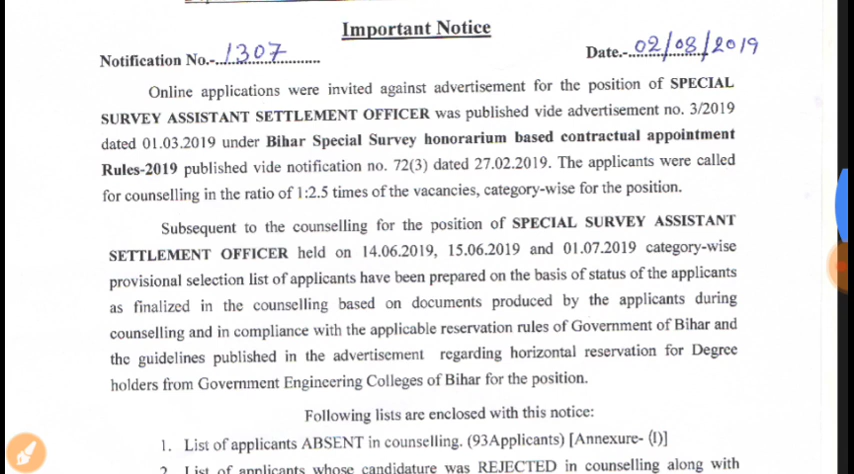 Important Notice
Notification No.-..1307.............
Date.-..02/08/2019
Online applications were invited against advertisement for the position of SPECIAL
SURVEY ASSISTANT SETTLEMENT OFFICER was published vide advertisement no. 3/2019
dated 01.03.2019 under Bihar Special Survey honorarium based contractual appointment
Rules-2019 published vide notification no. 72(3) dated 27.02.2019. The applicants were called
for counselling in the ratio of 1:2.5 times of the vacancies, category-wise for the position.
Subsequent to the counselling for the position of SPECIAL SURVEY ASSISTANT
SETTLEMENT OFFICER held on 14.06.2019, 15.06.2019 and 01.07.2019 category-wise
provisional selection list of applicants have been prepared on the basis of status of the applicants
as finalized in the counselling based on documents produced by the applicants during
counselling and in compliance with the applicable reservation rules of Government of Bihar and
the guidelines published in the advertisement regarding horizontal reservation for Degree
holders from Government Engineering Colleges of Bihar for the position.
Following lists are enclosed with this notice:
1. List of applicants ABSENT in counselling. (93Applicants) [Annexure- (I)]
2. List of applicants whose candidature was REJECTED in counselling along with